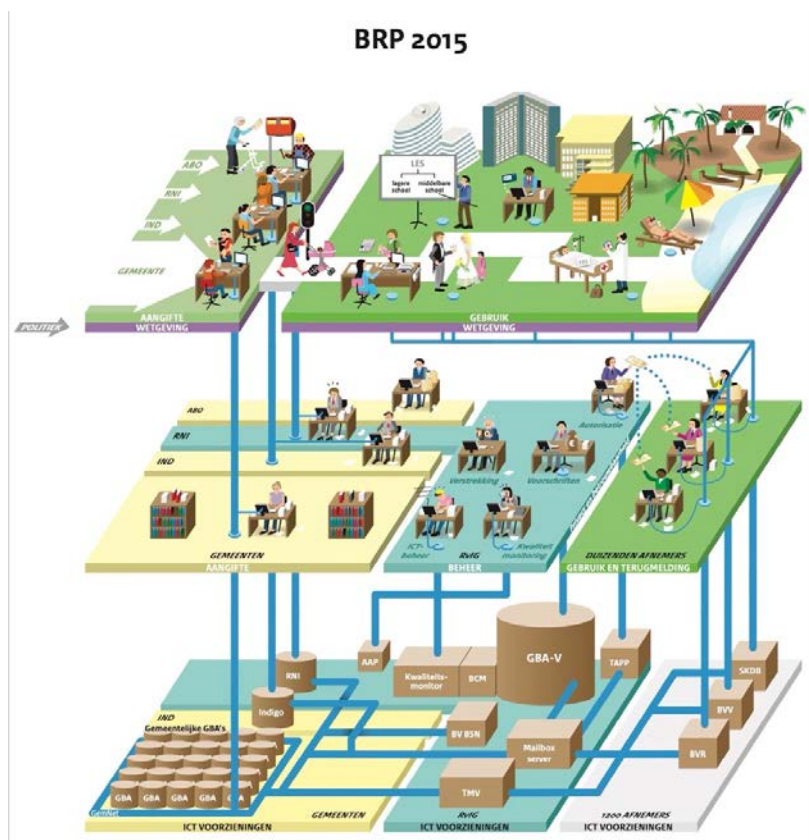 BRP 2015
ABO
RNI
IND
GEMEENTE
LES
lagere school
middelbare school
POLITIEK
AANGIFTE
WETGEVING
GEBRUIK
WETGEVING
ABO
RNI
IND
GEMEENTEN
AANGIFTE
Autorisatie
Verstrekking
Voorschriften
ICT-
beheer
Kwaliteit
monitoring
RvIG
BEHEER
DUIZENDEN AFNEMERS
GEBRUIK EN TERUGMELDING
RNI
AAP
Kwaliteits-
monitor
BCM
GBA-V
TAPP
SKDB
IND
Indigo
Gemeentelijke GBA's
BV BSN
Mailbox
server
BVV
BVR
GBA
GBA
GBA
GBA
GBA
TMV
GemNet
GEMEENTEN
ICT VOORZIENINGEN
RvIG
ICT VOORZIENINGEN
1200 AFNEMERS
ICT VOORZIENINGEN